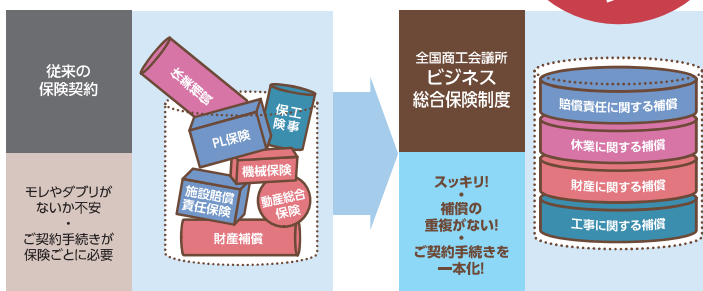 従来の
保険契約
モレやダブリが
ないか不安
・
ご契約手続きが
保険ごとに必要
休業補償
工事
保険
PL保険
機械保険
施設賠償
責任保険
動産総合
保険
財産補償
全国商工会議所
ビジネス
総合保険制度
スッキリ!
・
補償の
重複がない!
・
ご契約手続きを
一本化!
賠償責任に関する補償
休業に関する補償
財産に関する補償
工事に関する補償